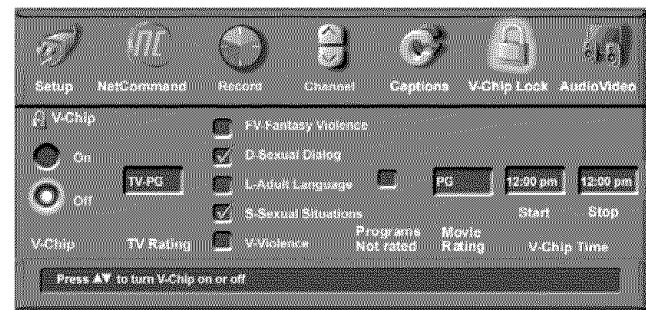 Setup NetCommand Record Channel Captions V-Chip Lock AudioVideo
V-Chip
FV-Fantasy Violence
On
D-Sexual Dialog
TV-PG
L-Adult Language
PG
12:00 pm
12:00 pm
Off
S-Sexual Situations
Start
Stop
V-Chip
TV Rating
V-Violence
Programs
Not rated
Movie
Rating
V-Chip Time
Press ▲▼ to turn V-Chip on or off